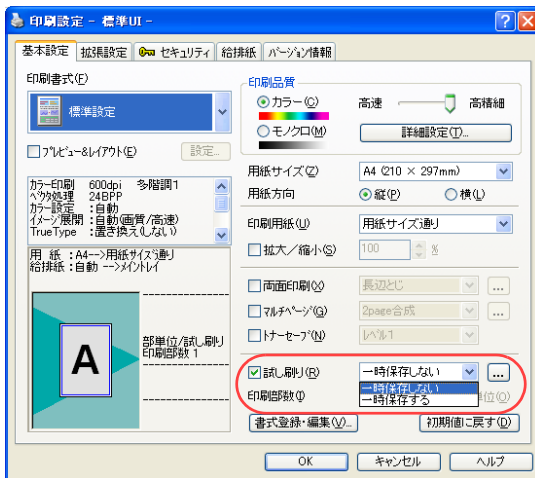 印刷設定 - 標準UI -
基本設定 拡張設定 セキュリティ 給排紙 バージョン情報
印刷書式(F)
標準設定
プレビュー&レイアウト(E) 設定...
カラー印刷 600dpi 多階調1
ベクタ処理 24BPP
カラー設定 :自動
イメージ展開 :自動(画質/高速)
TrueType :置き換え(しない)
用 紙 :A4-->用紙サイズ通り
給排紙 :自動 -->メイントレイ
A
部単位/試し刷り
印刷部数 1
印刷品質
カラー(C) 高速 高精細
モノクロ(M) 詳細設定(T)...
用紙サイズ(Z) A4 (210 × 297mm)
用紙方向 縦(P) 横(L)
印刷用紙(U) 用紙サイズ通り
拡大/縮小(S) 100 %
両面印刷(X) 長辺とじ ...
マルチページ(G) 2page合成 ...
トナーセーブ(N) レベル1
試し刷り(R) 一時保存しない ...
一時保存しない
印刷部数(I) 一時保存する 位(O)
書式登録・編集(V)... 初期値に戻す(D)
OK キャンセル ヘルプ